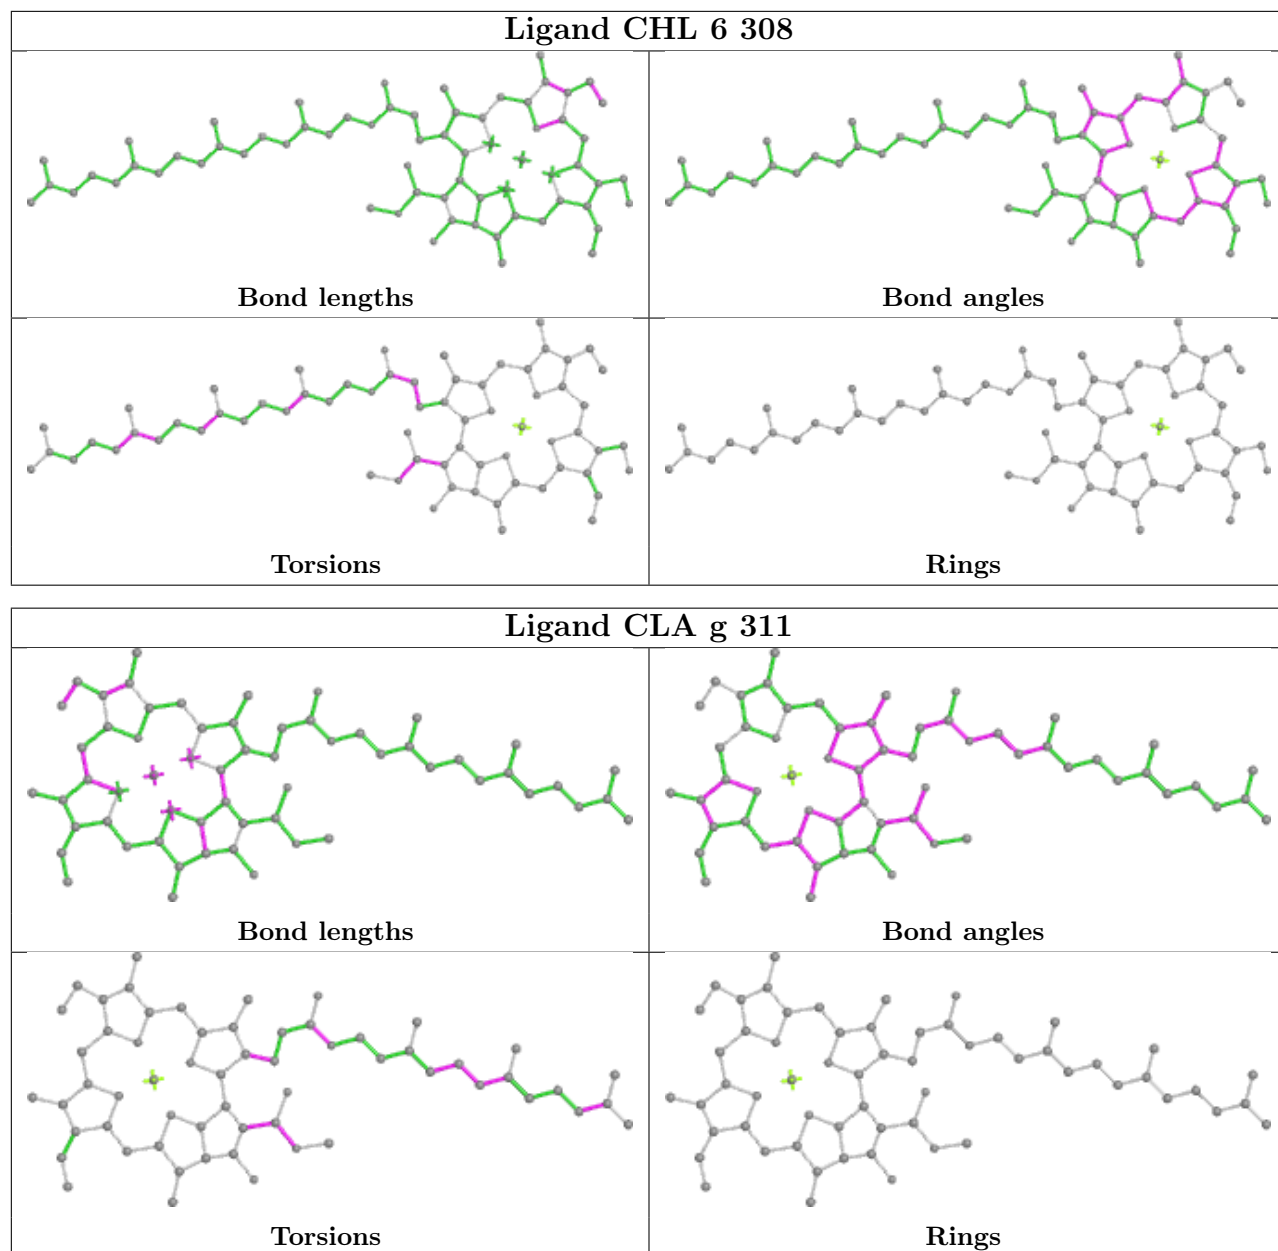 Ligand CHL 6 308
Bond lengths
Bond angles
Torsions
Rings
Ligand CLA g 311
Bond lengths
Bond angles
Torsions
Rings